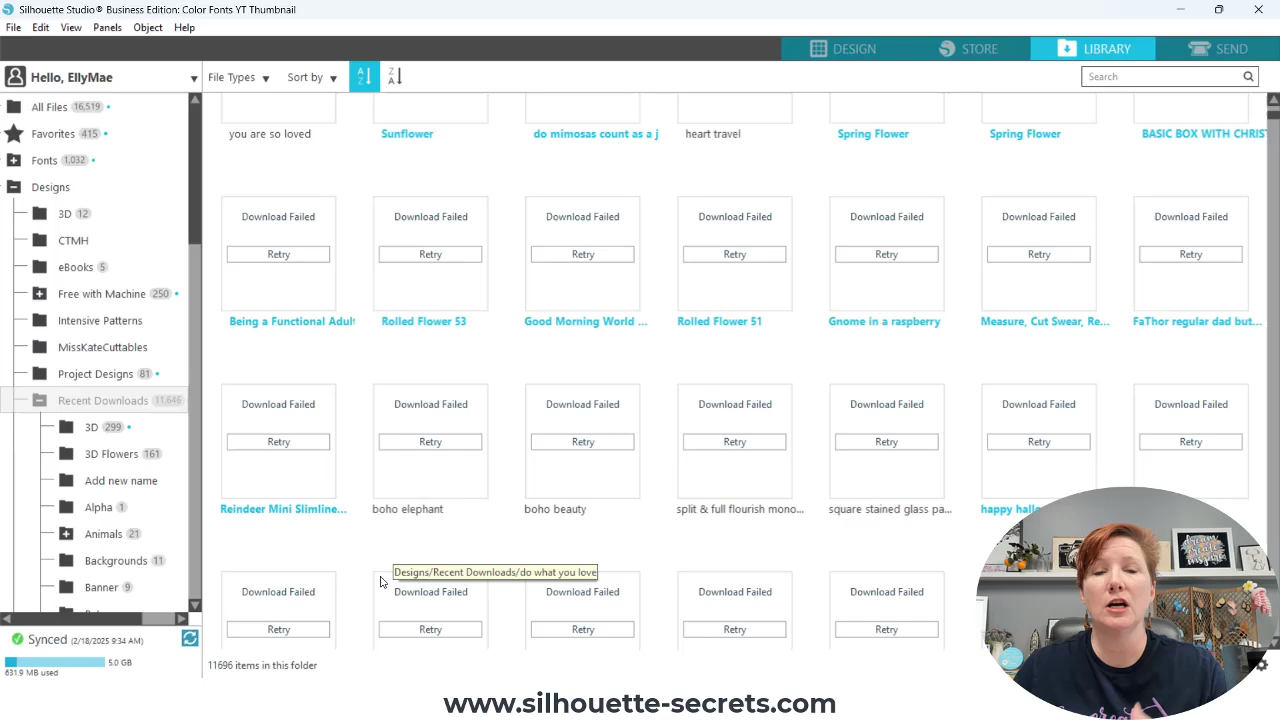 Silhouette Studio® Business Edition: Color Fonts YT Thumbnail
File Edit View Panels Object Help
DESIGN STORE LIBRARY SEND
Hello, EllyMae
File Types Sort by A Z Z A Search
All Files 16,519
Favorites 415
Fonts 1,032
Designs
3D 12
CTMH
eBooks 5
Free with Machine 250
Intensive Patterns
MissKateCuttables
Project Designs 81
Recent Downloads 11,646
3D 299
3D Flowers 161
Add new name
Alpha 1
Animals 21
Backgrounds 11
Banner 9
Synced (2/18/2025 9:34 AM)
5.0 GB
631.9 MB used
you are so loved Sunflower do mimosas count as a j heart travel Spring Flower Spring Flower BASIC BOX WITH CHRIST
Download Failed Download Failed Download Failed Download Failed Download Failed Download Failed Download Failed
Retry Retry Retry Retry Retry Retry Retry
Being a Functional Adult Rolled Flower 53 Good Morning World ... Rolled Flower 51 Gnome in a raspberry Measure, Cut Swear, Re... FaThor regular dad but...
Download Failed Download Failed Download Failed Download Failed Download Failed Download Failed Download Failed
Retry Retry Retry Retry Retry Retry Retry
Reindeer Mini Slimline... boho elephant boho beauty split & full flourish mono... square stained glass pa... happy hall
Designs/Recent Downloads/do what you love
Download Failed Download Failed Download Failed Download Failed Download Failed
Retry Retry Retry Retry Retry
11696 items in this folder
www.silhouette-secrets.com